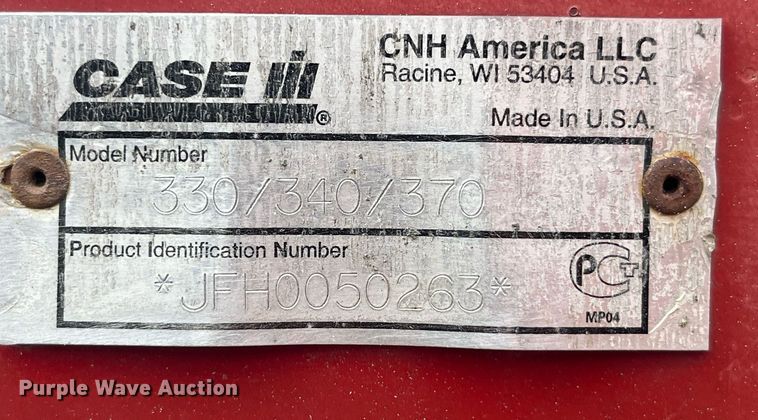 CASE IH
®
CNH America LLC
Racine, WI 53404 U.S.A.
Made In U.S.A.
Model Number
330/340/370
Product Identification Number
*JFH0050263*
PCT
MP04
Purple Wave Auction